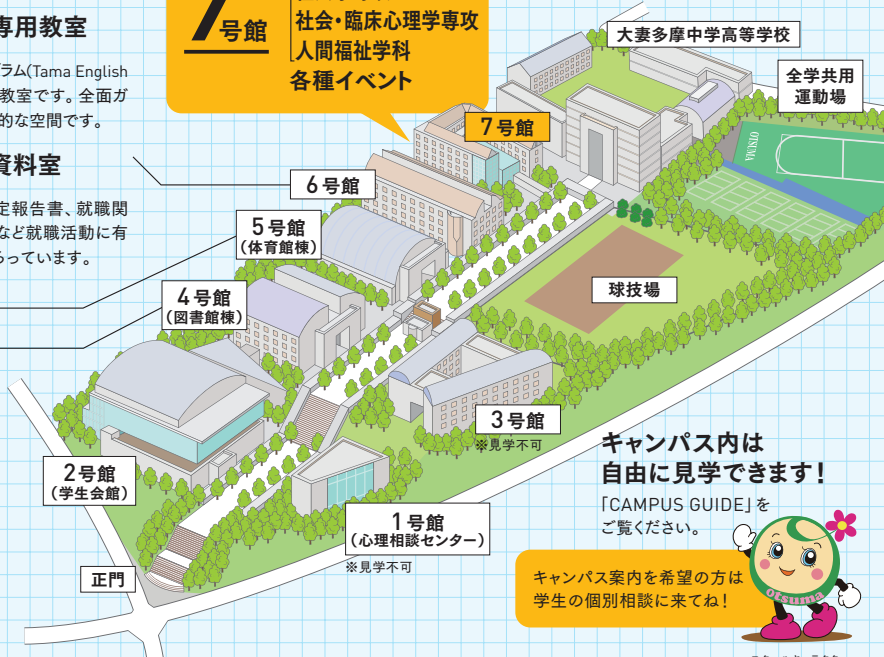 専用教室
ラム(Tama English
教室です。全面ガ
的な空間です。
資料室
定報告書、就職関
など就職活動に有
ろっています。
7号館
社会・臨床心理学専攻
人間福祉学科
各種イベント
大妻多摩中学高等学校
全学共用
運動場
OTSUMA
7号館
6号館
5号館
(体育館棟)
4号館
(図書館棟)
球技場
3号館
※見学不可
2号館
(学生会館)
1号館
(心理相談センター)
※見学不可
正門
キャンパス内は
自由に見学できます!
「CAMPUS GUIDE」を
ご覧ください。
キャンパス案内を希望の方は
学生の個別相談に来てね!
otsuma